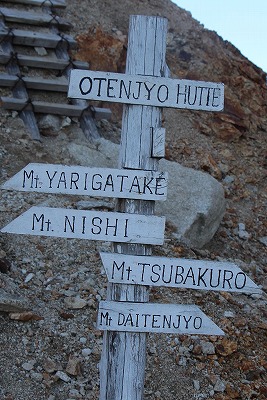 OTENJYO HUTTE
Mt. YARIGATAKE
Mt. NISHI
Mt. TSUBAKURO
Mt DAITENJYO